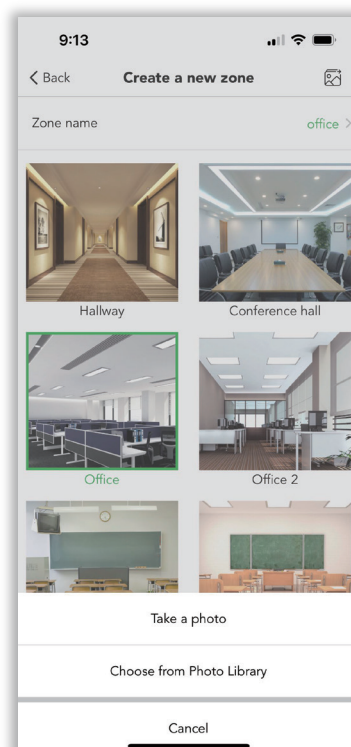 9:13
Back Create a new zone
Zone name office
Hallway Conference hall
Office Office 2
Take a photo
Choose from Photo Library
Cancel